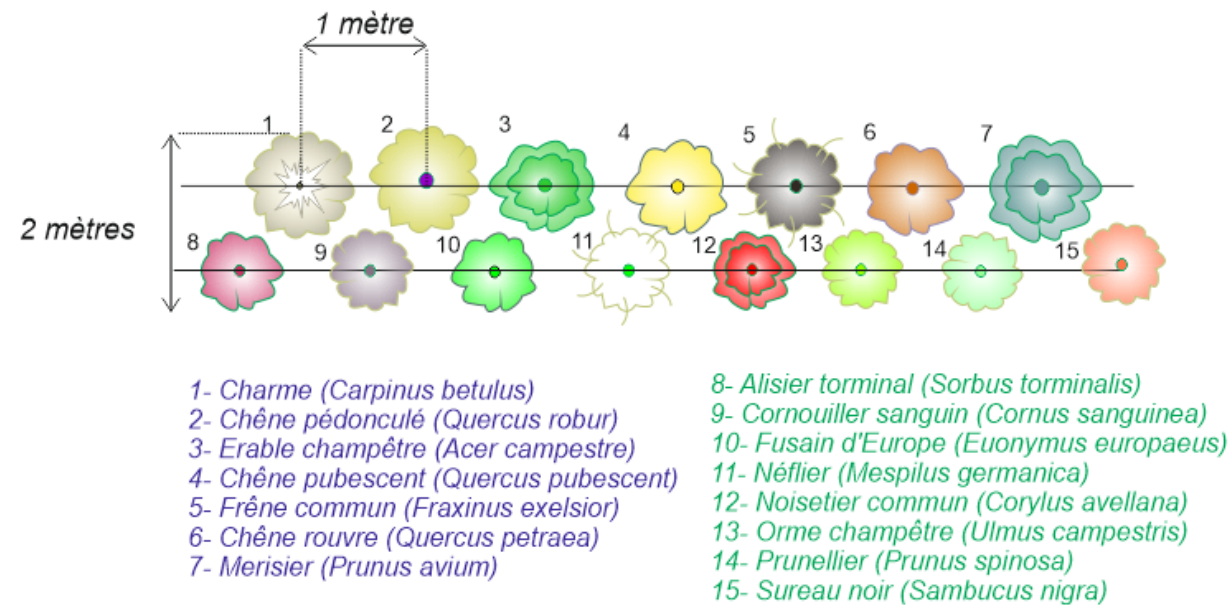 1 mètre
1 2 3 4 5 6 7
2 mètres
8 9 10 11 12 13 14 15
1- Charme (Carpinus betulus)
2- Chêne pédonculé (Quercus robur)
3- Erable champêtre (Acer campestre)
4- Chêne pubescent (Quercus pubescent)
5- Frêne commun (Fraxinus exelsior)
6- Chêne rouvre (Quercus petraea)
7- Merisier (Prunus avium)
8- Alisier torminal (Sorbus torminalis)
9- Cornouiller sanguin (Cornus sanguinea)
10- Fusain d'Europe (Euonymus europaeus)
11- Néflier (Mespilus germanica)
12- Noisetier commun (Corylus avellana)
13- Orme champêtre (Ulmus campestris)
14- Prunellier (Prunus spinosa)
15- Sureau noir (Sambucus nigra)